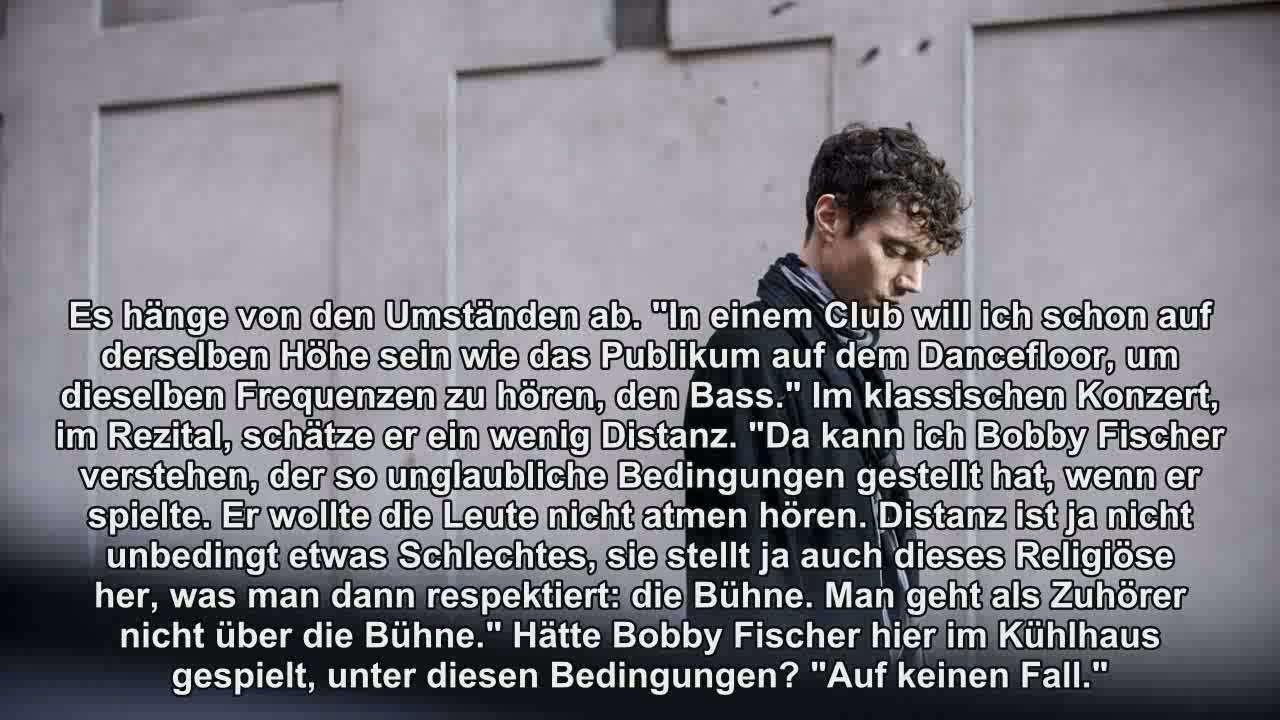 Es hänge von den Umständen ab. "In einem Club will ich schon auf
derselben Höhe sein wie das Publikum auf dem Dancefloor, um
dieselben Frequenzen zu hören, den Bass." Im klassischen Konzert,
im Rezital, schätze er ein wenig Distanz. "Da kann ich Bobby Fischer
verstehen, der so unglaubliche Bedingungen gestellt hat, wenn er
spielte. Er wollte die Leute nicht atmen hören. Distanz ist ja nicht
unbedingt etwas Schlechtes, sie stellt ja auch dieses Religiöse
her, was man dann respektiert: die Bühne. Man geht als Zuhörer
nicht über die Bühne." Hätte Bobby Fischer hier im Kühlhaus
gespielt, unter diesen Bedingungen? "Auf keinen Fall."